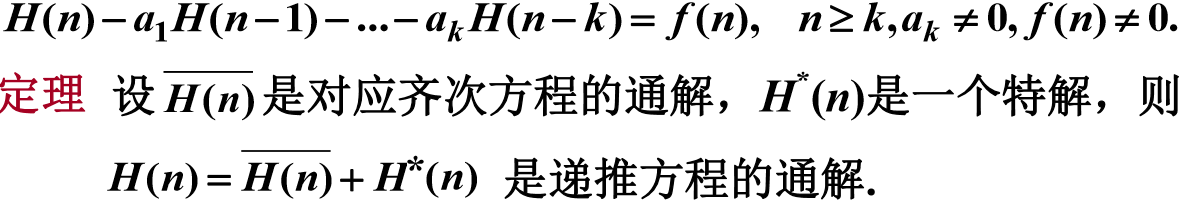 H(n) − a₁H(n−1) − ... − aₖH(n−k) = f(n), n ≥ k, aₖ ≠ 0, f(n) ≠ 0.
定理 设 H̅(̅n̅)̅ 是对应齐次方程的通解，H*(n)是一个特解，则
H(n) = H̅(̅n̅)̅ + H*(n) 是递推方程的通解.